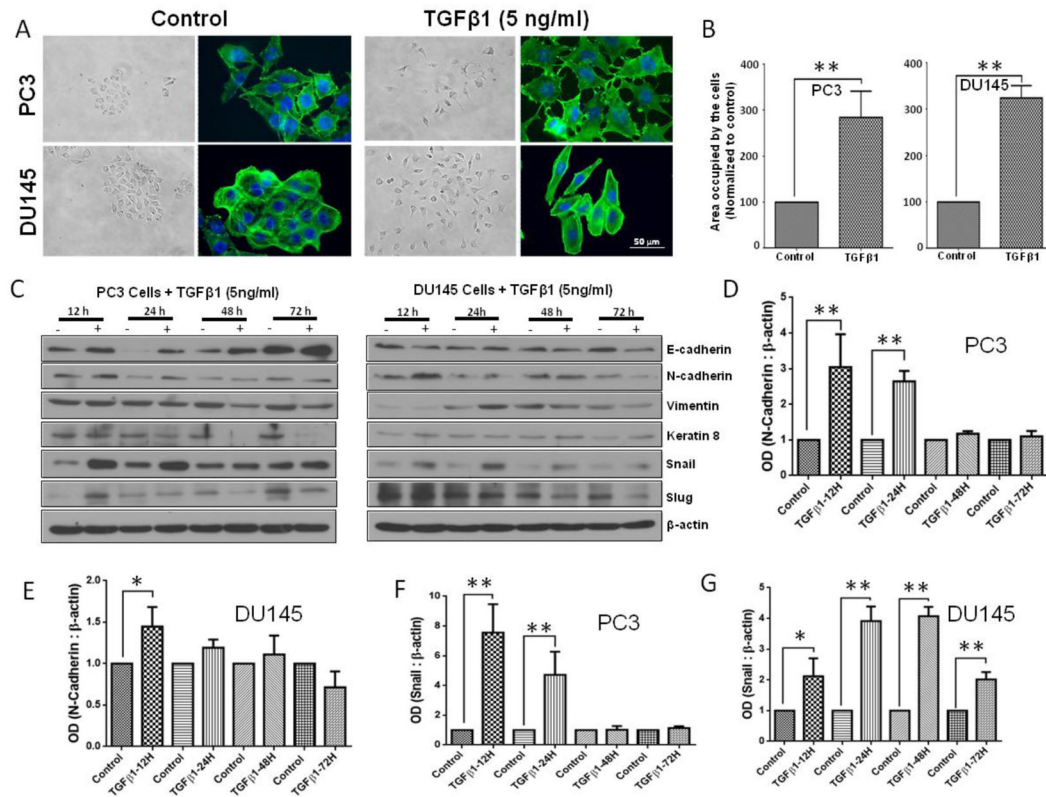 A
Control
TGFβ1 (5 ng/ml)
PC3
DU145
50 µm
B
Area occupied by the cells
(Normalized to control)
400
300
200
100
0
**
PC3
Control
TGFβ1
400
300
200
100
0
**
DU145
Control
TGFβ1
C
PC3 Cells + TGFβ1 (5ng/ml)
12 h 24 h 48 h 72 h
- + - + - + - +
DU145 Cells + TGFβ1 (5ng/ml)
12 h 24h 48 h 72 h
- + - + - + - +
E-cadherin
N-cadherin
Vimentin
Keratin 8
Snail
Slug
β-actin
D
OD (N-Cadherin : β-actin)
5
4
3
2
1
0
**
**
PC3
Control
TGFβ1-12H
Control
TGFβ1-24H
Control
TGFβ1-48H
Control
TGFβ1-72H
E
OD (N-Cadherin : β-actin)
2.0
1.5
1.0
0.5
0.0
*
DU145
Control
TGFβ1-12H
Control
TGFβ1-24H
Control
TGFβ1-48H
Control
TGFβ1-72H
F
OD (Snail : β-actin)
10
8
6
4
2
0
**
**
PC3
Control
TGFβ1-12H
Control
TGFβ1-24H
Control
TGFβ1-48H
Control
TGFβ1-72H
G
OD (Snail : β-actin)
5
4
3
2
1
0
*
**
**
**
DU145
Control
TGFβ1-12H
Control
TGFβ1-24H
Control
TGFβ1-48H
Control
TGFβ1-72H